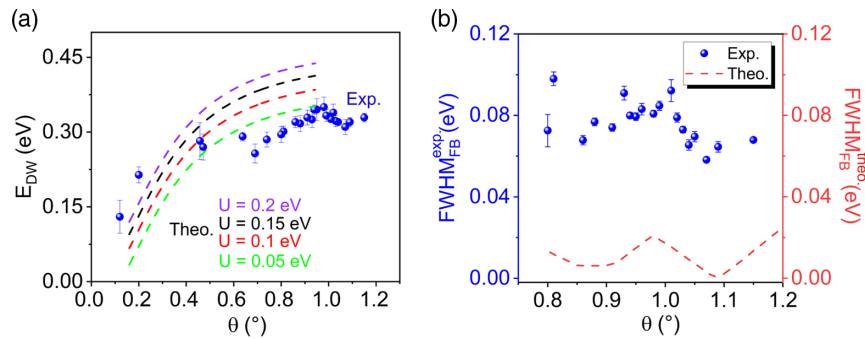 (a)
0.45
0.30
0.15
0.00
E_DW (eV)
Exp.
Theo.
U = 0.2 eV
U = 0.15 eV
U = 0.1 eV
U = 0.05 eV
0.0 0.2 0.4 0.6 0.8 1.0 1.2
θ (°)
(b)
0.12
0.08
0.04
0.00
FWHM_FB^exp (eV)
Exp.
Theo.
0.12
0.08
0.04
0.00
FWHM_FB^theo (eV)
0.8 0.9 1.0 1.1 1.2
θ (°)